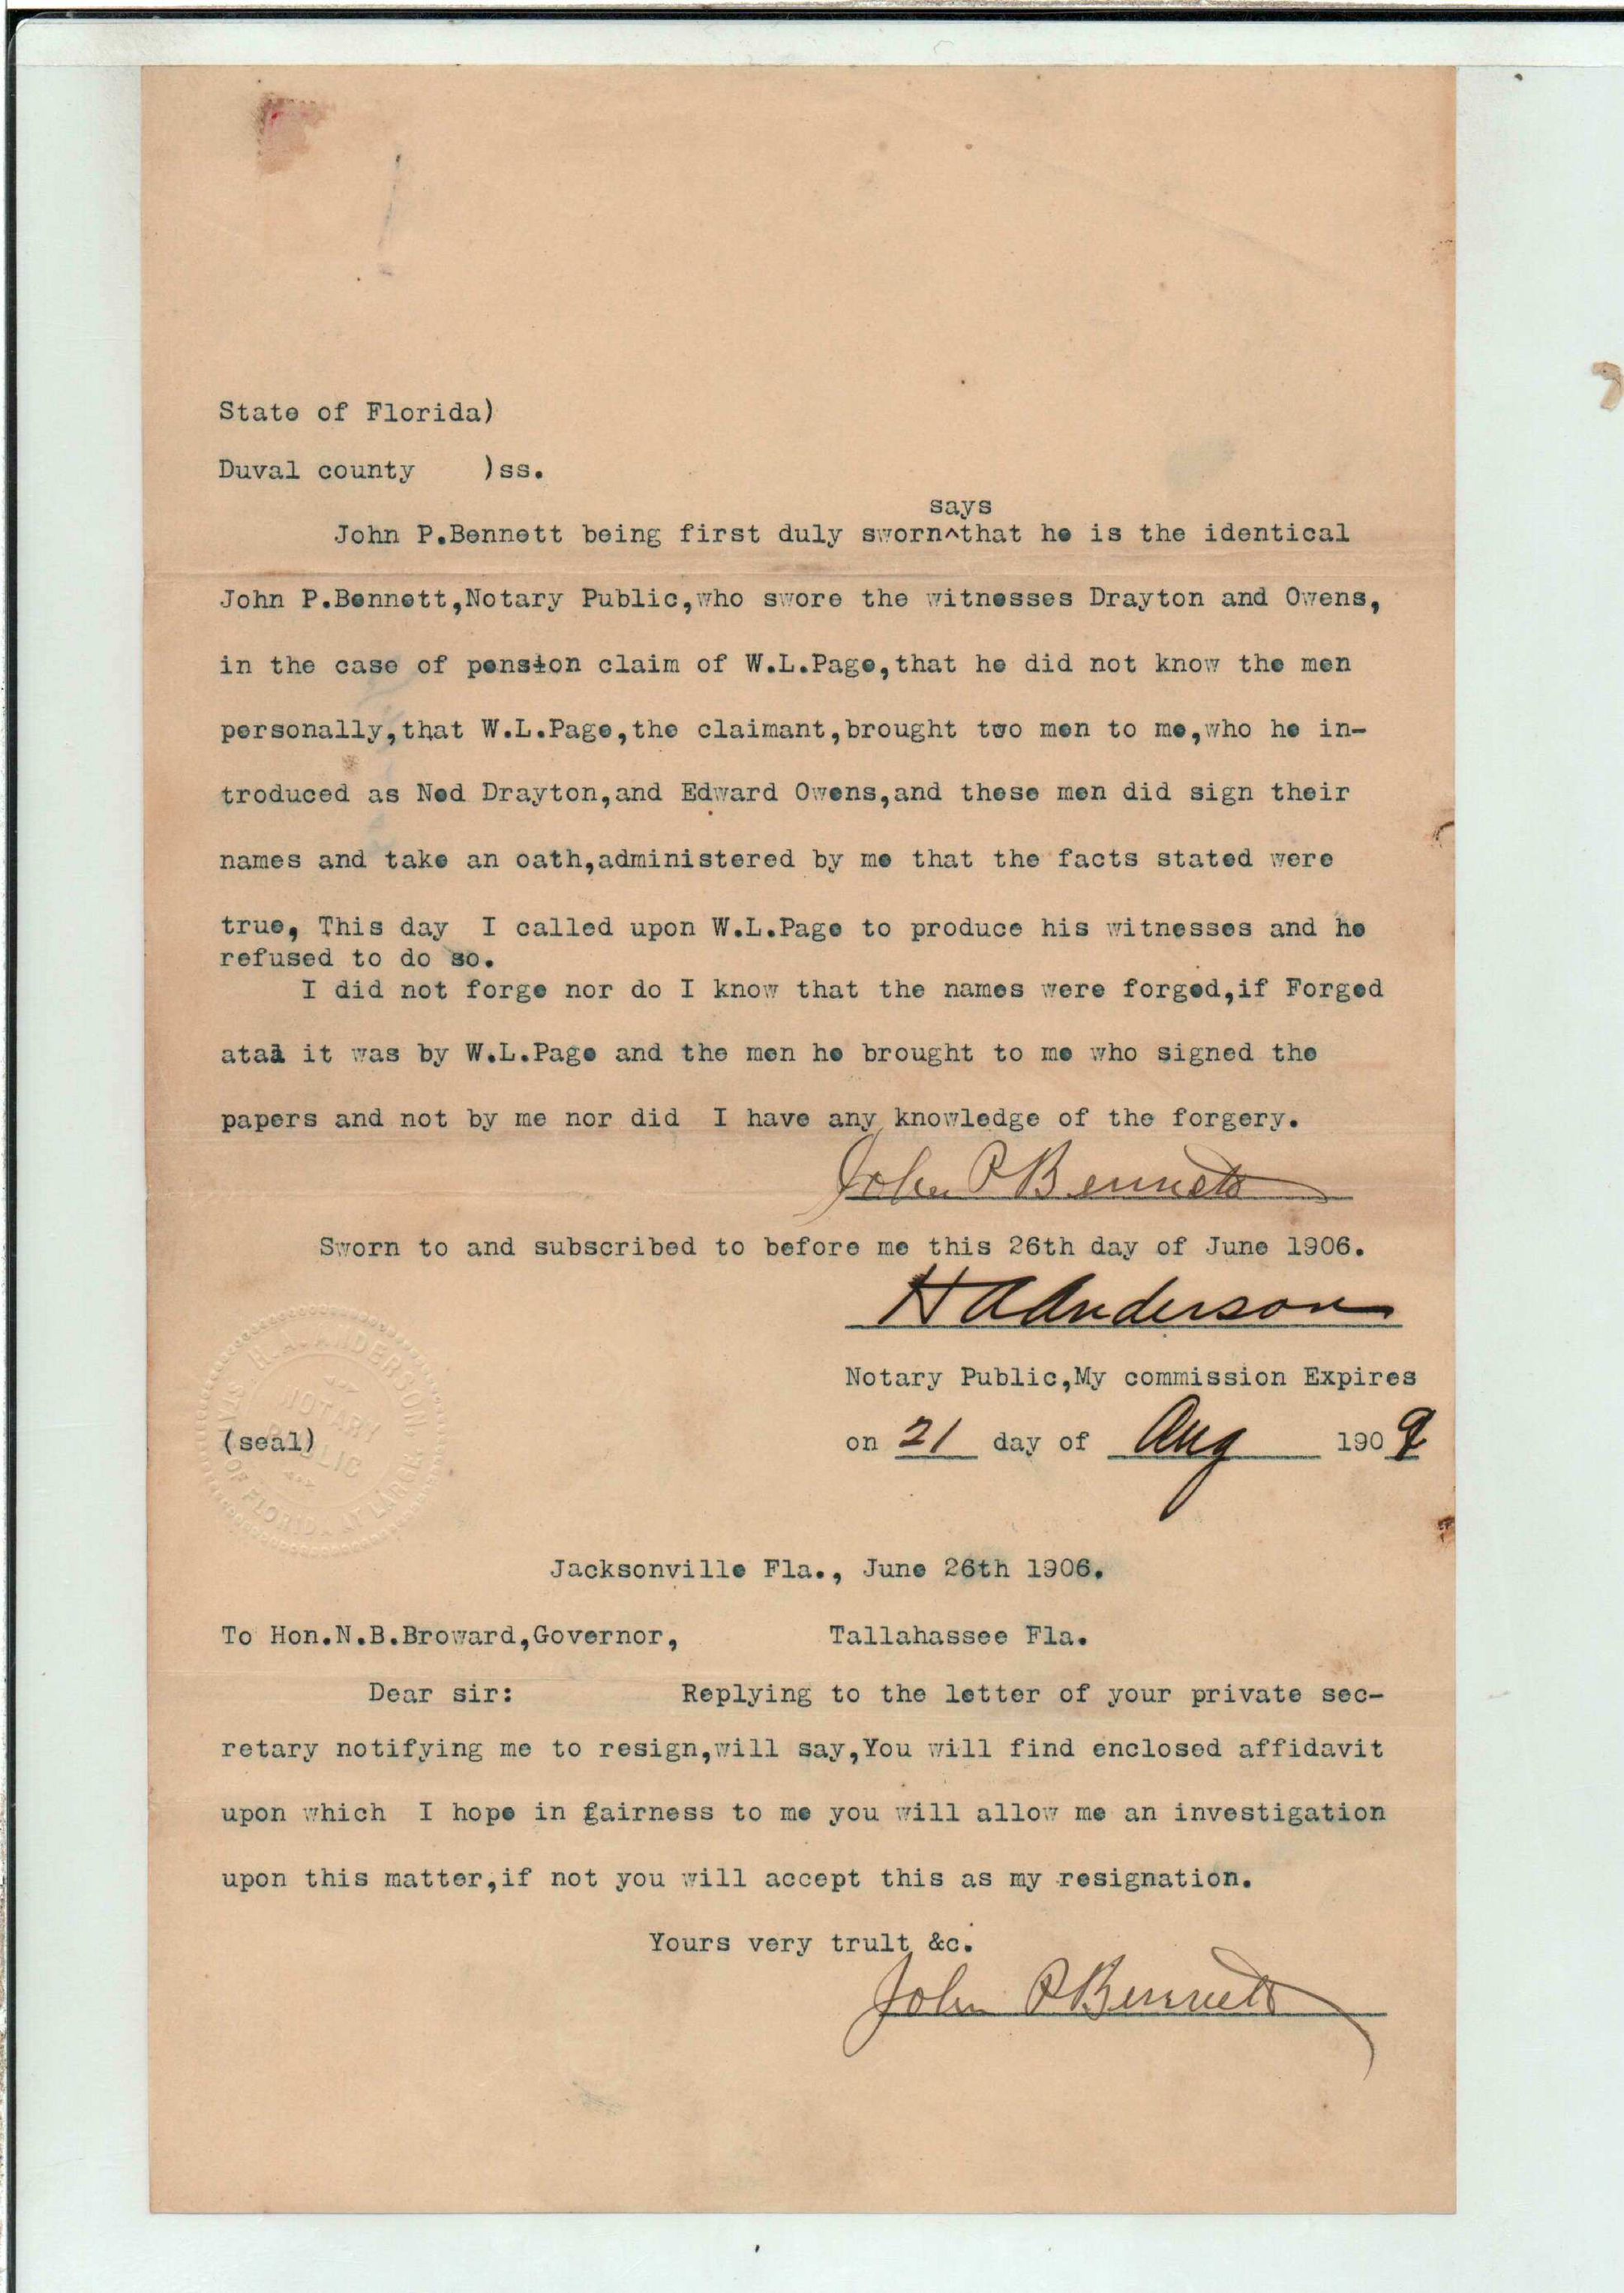 State of Florida)
Duval county    )ss.
says
John P.Bennett being first duly sworn^that he is the identical
John P.Bennett,Notary Public,who swore the witnesses Drayton and Owens,
in the case of pension claim of W.L.Page,that he did not know the men
personally,that W.L.Page,the claimant,brought two men to me,who he in-
troduced as Ned Drayton,and Edward Owens,and these men did sign their
names and take an oath,administered by me that the facts stated were
true, This day  I called upon W.L.Page to produce his witnesses and he
refused to do so.
I did not forge nor do I know that the names were forged,if Forged
atal it was by W.L.Page and the men he brought to me who signed the
papers and not by me nor did  I have any knowledge of the forgery.
John P Bennett
Sworn to and subscribed to before me this 26th day of June 1906.
H A Anderson
Notary Public,My commission Expires
on 21 day of Aug 1909
H.A. ANDERSON
NOTARY
PUBLIC
STATE OF FLORIDA AT LARGE
(seal)
Jacksonville Fla., June 26th 1906.
To Hon.N.B.Broward,Governor,          Tallahassee Fla.
Dear sir:          Replying to the letter of your private sec-
retary notifying me to resign,will say,You will find enclosed affidavit
upon which  I hope in fairness to me you will allow me an investigation
upon this matter,if not you will accept this as my resignation.
Yours very trult &c.
John P Bennett